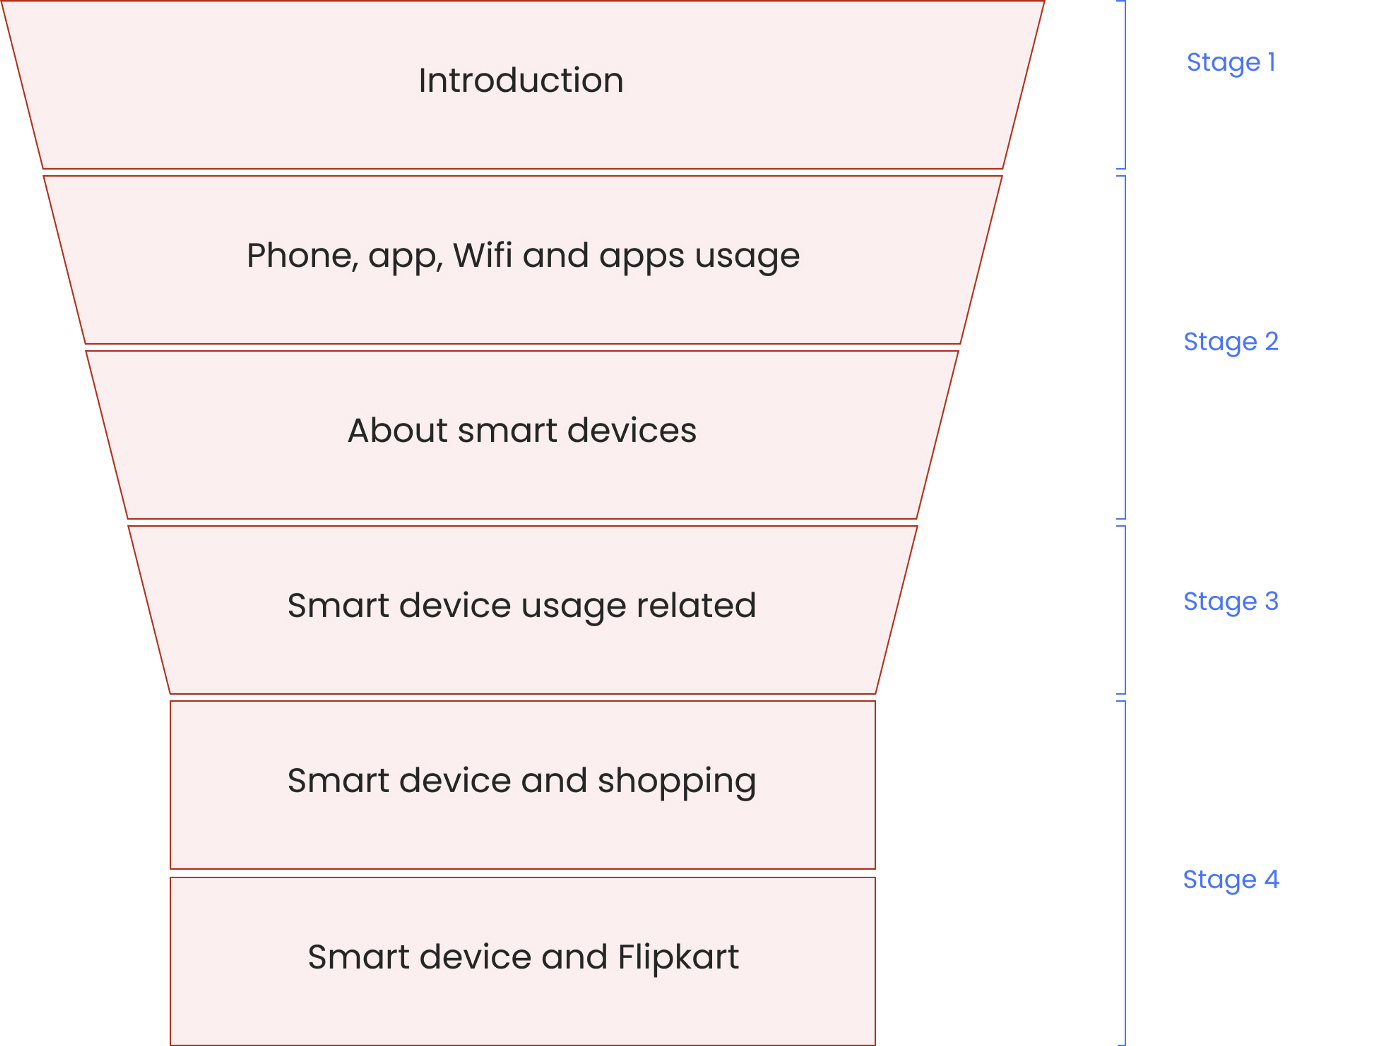 Introduction
Stage 1
Phone, app, Wifi and apps usage
Stage 2
About smart devices
Smart device usage related
Stage 3
Smart device and shopping
Stage 4
Smart device and Flipkart